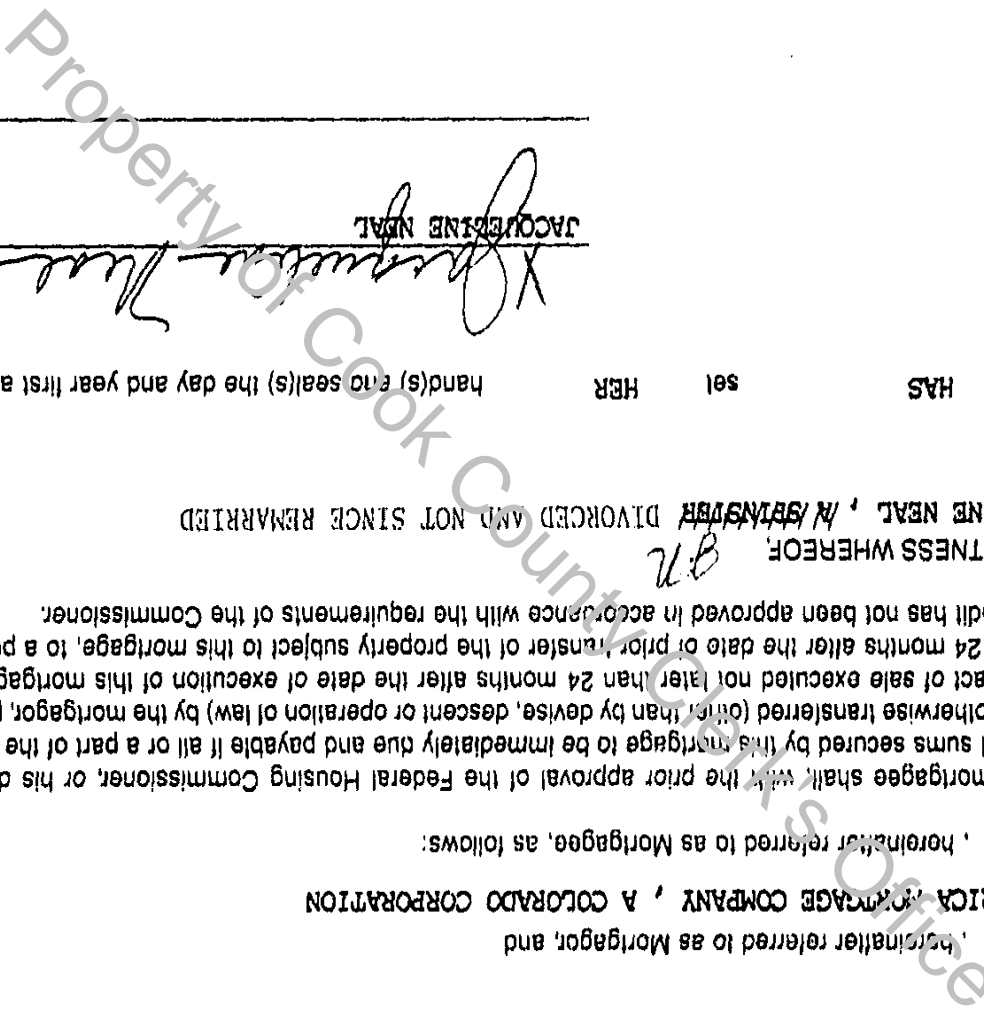 , hereinafter referred to as Mortgagor, and
RICA MORTGAGE COMPANY , A COLORADO CORPORATION
, hereinafter referred to as Mortgagee, as follows:
mortgagee shall, with the prior approval of the Federal Housing Commissioner, or his d
l sums secured by this mortgage to be immediately due and payable if all or a part of the
otherwise transferred (other than by devise, descent or operation of law) by the mortgagor, p
act of sale executed not later than 24 months after the date of execution of this mortgag
24 months after the date of prior transfer of the property subject to this mortgage, to a pe
dit has not been approved in accordance with the requirements of the Commissioner.
TNESS WHEREOF, J.N
NE NEAL , A SPINSTER DIVORCED AND NOT SINCE REMARRIED
HAS set HER hand(s) and seal(s) the day and year first a
X Jacqueline Neal
JACQUELINE NEAL
Property of Cook County Clerk's Office